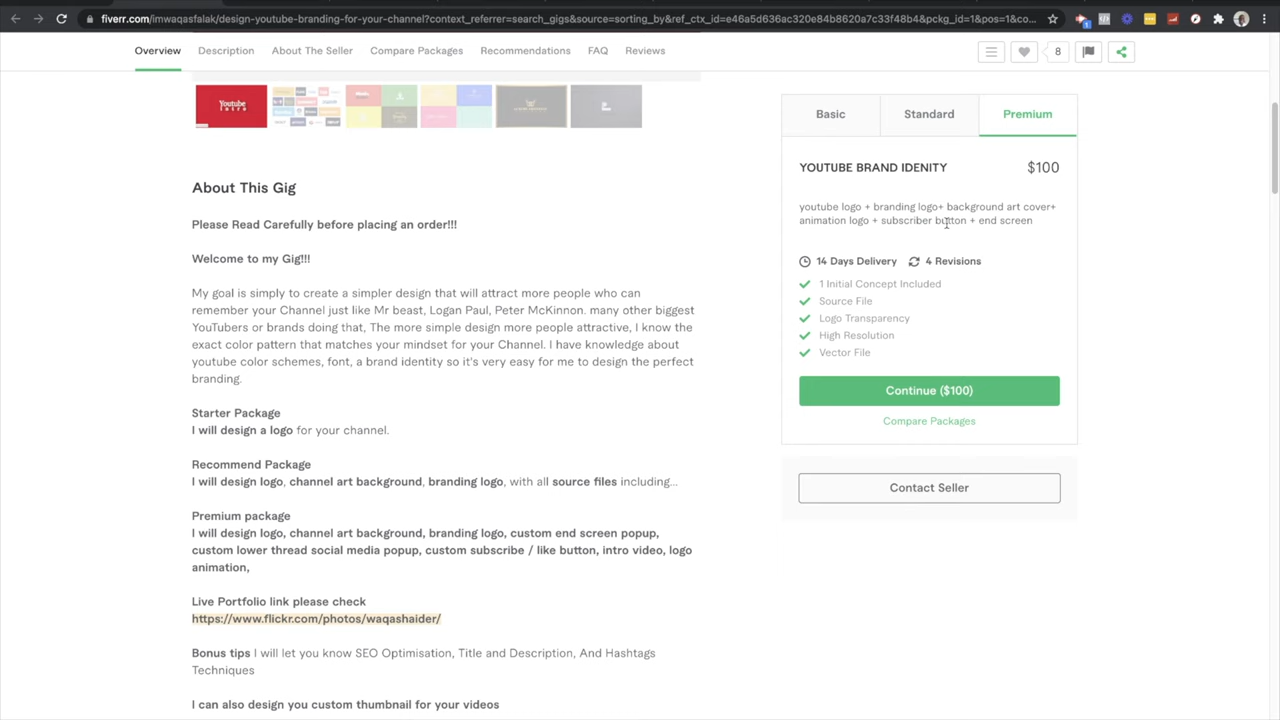 fiverr.com/imwaqasfalak/design-youtube-branding-for-your-channel?context_referrer=search_gigs&source=sorting_by&ref_ctx_id=e46a5d636ac320e84b8620a7c33f48b4&pckg_id=1&pos=1&co...
Overview Description About The Seller Compare Packages Recommendations FAQ Reviews 8
Youtube
Basic Standard Premium
YOUTUBE BRAND IDENITY $100
youtube logo + branding logo+ background art cover+
animation logo + subscriber button + end screen
14 Days Delivery 4 Revisions
1 Initial Concept Included
Source File
Logo Transparency
High Resolution
Vector File
Continue ($100)
Compare Packages
Contact Seller
About This Gig
Please Read Carefully before placing an order!!!
Welcome to my Gig!!!
My goal is simply to create a simpler design that will attract more people who can
remember your Channel just like Mr beast, Logan Paul, Peter McKinnon. many other biggest
YouTubers or brands doing that, The more simple design more people attractive, I know the
exact color pattern that matches your mindset for your Channel. I have knowledge about
youtube color schemes, font, a brand identity so it's very easy for me to design the perfect
branding.
Starter Package
I will design a logo for your channel.
Recommend Package
I will design logo, channel art background, branding logo, with all source files including...
Premium package
I will design logo, channel art background, branding logo, custom end screen popup,
custom lower thread social media popup, custom subscribe / like button, intro video, logo
animation,
Live Portfolio link please check
https://www.flickr.com/photos/waqashaider/
Bonus tips I will let you know SEO Optimisation, Title and Description, And Hashtags
Techniques
I can also design you custom thumbnail for your videos